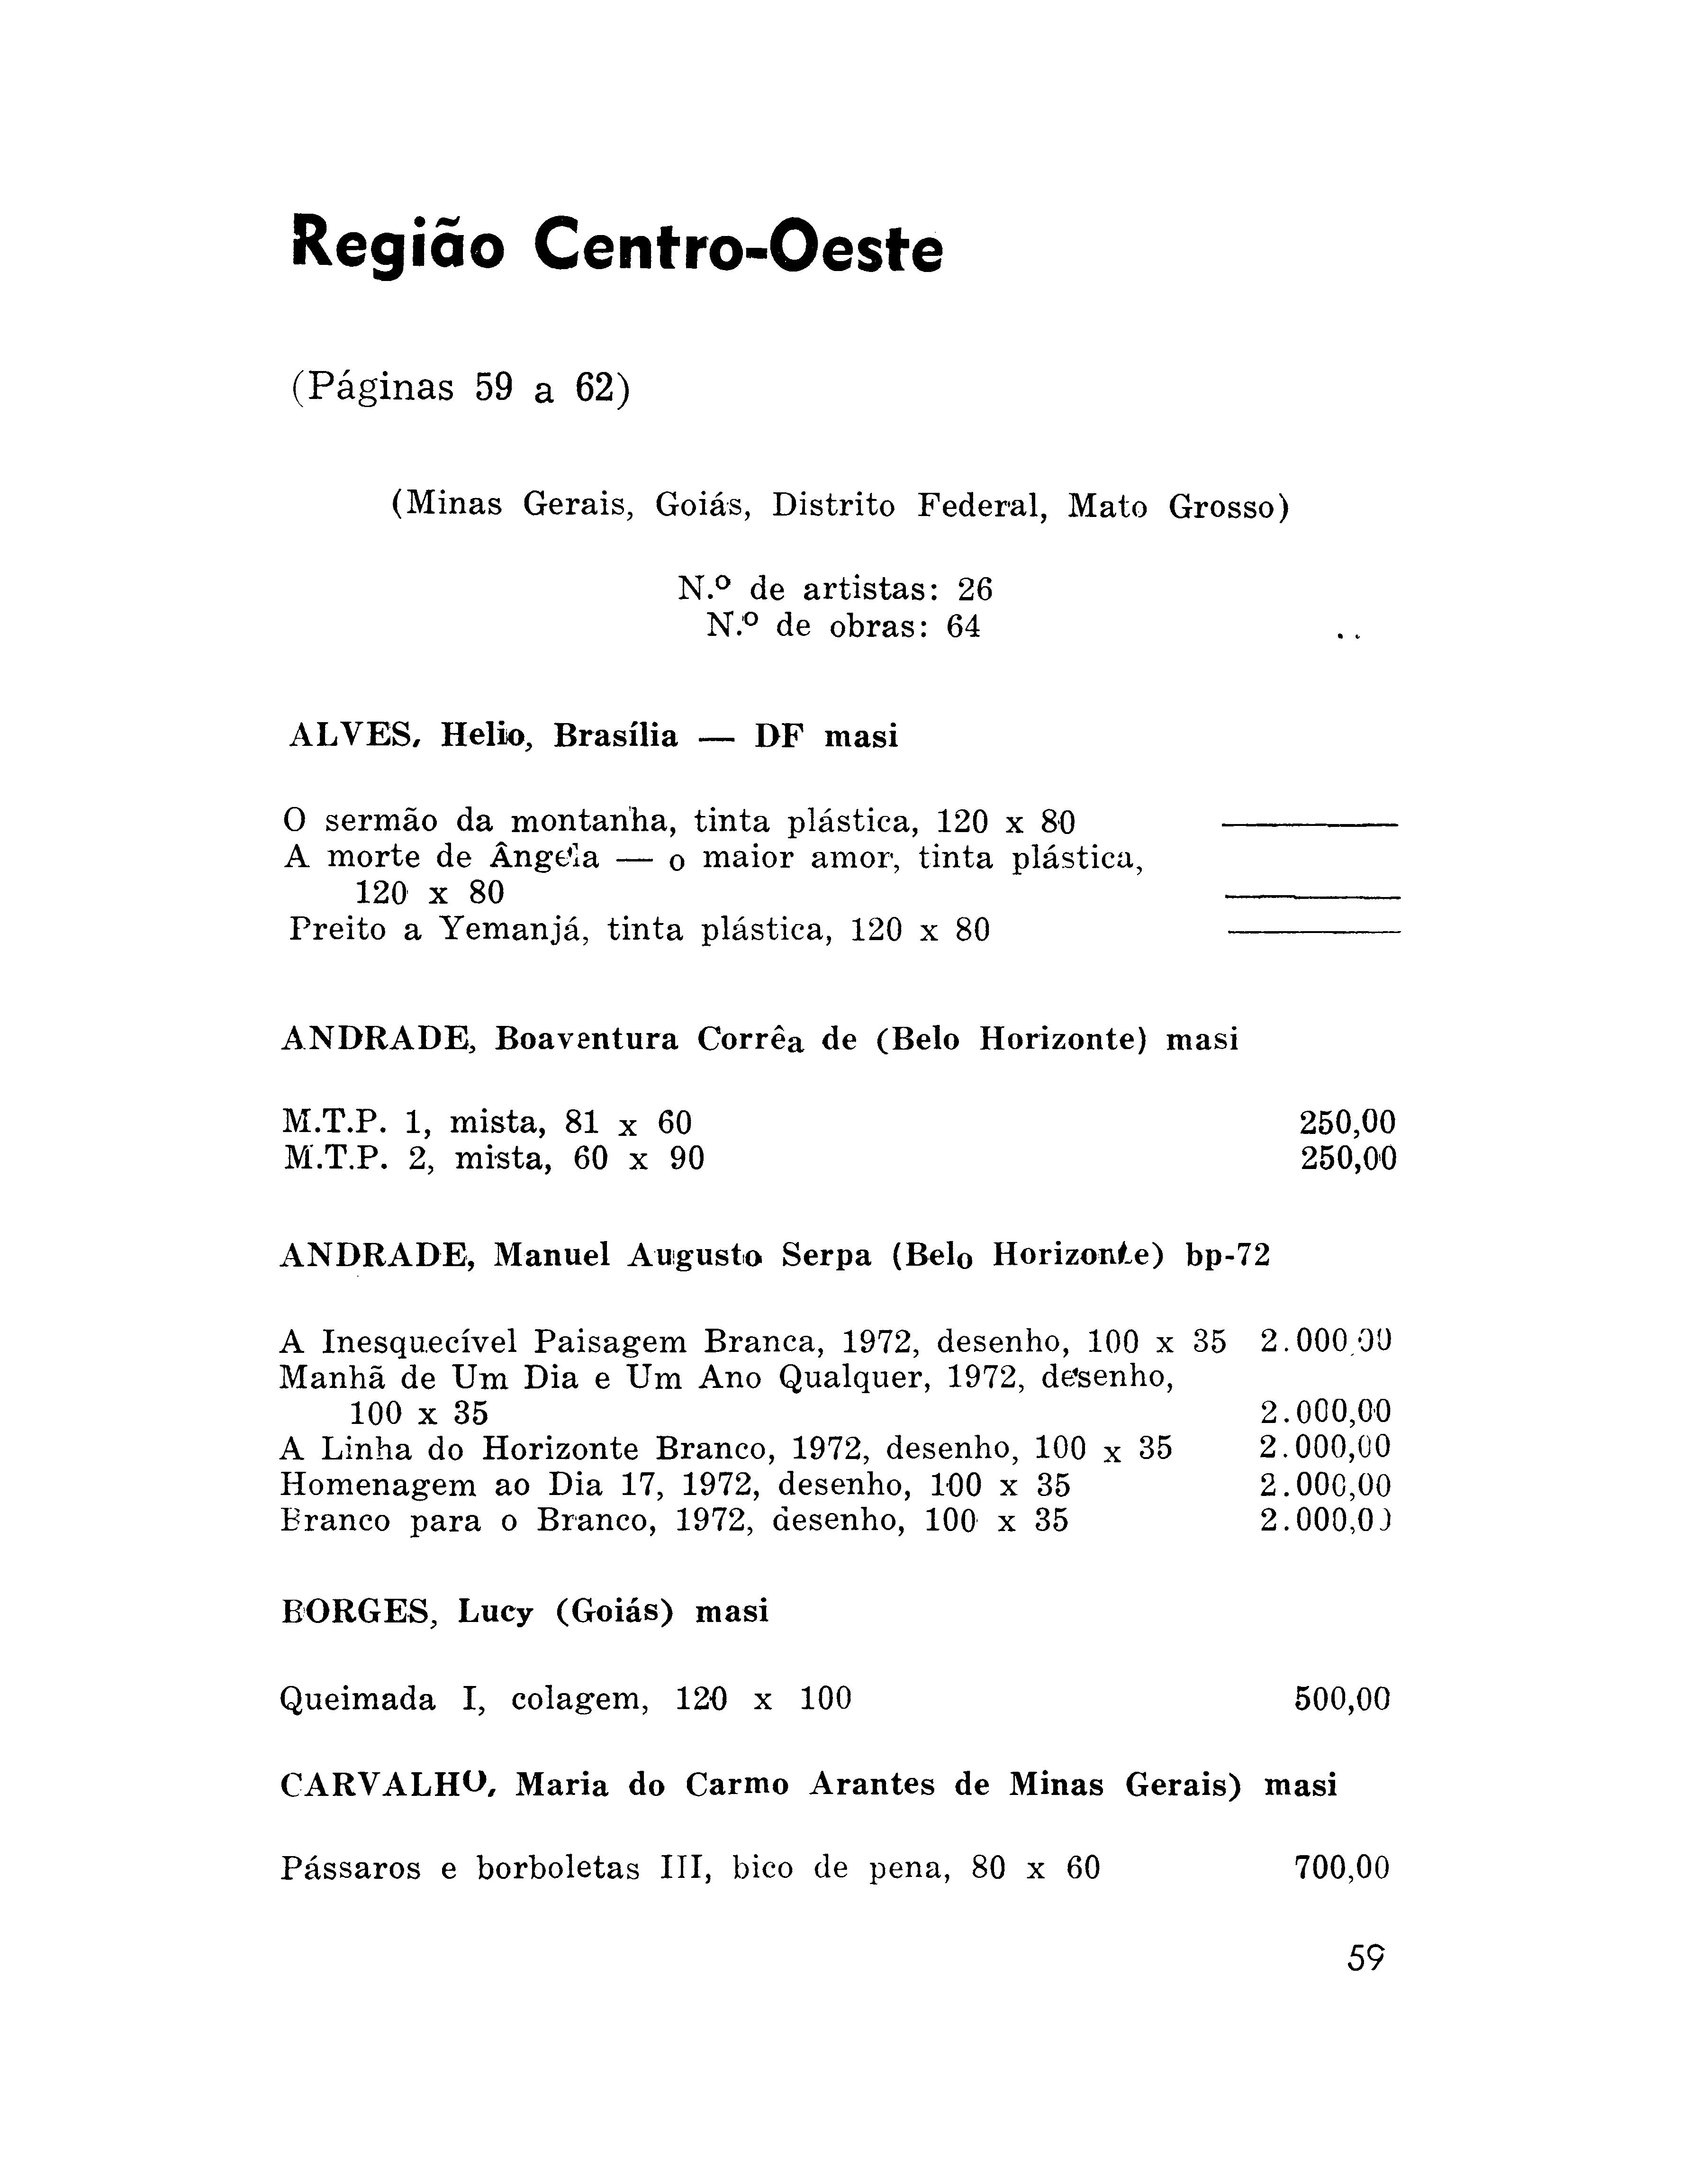 Região Centro-Oeste
(Páginas 59 a 62)
(Minas Gerais, Goiás, Distrito Federal, Mato Grosso)
N.º de artistas: 26
N.º de obras: 64
ALVES, Helio, Brasília — DF masi
O sermão da montanha, tinta plástica, 120 x 80
A morte de Ângela — o maior amor, tinta plástica,
120 x 80
Preito a Yemanjá, tinta plástica, 120 x 80
ANDRADE, Boaventura Corrêa de (Belo Horizonte) masi
M.T.P. 1, mista, 81 x 60 250,00
M.T.P. 2, mista, 60 x 90 250,00
ANDRADE, Manuel Augusto Serpa (Belo Horizonte) bp-72
A Inesquecível Paisagem Branca, 1972, desenho, 100 x 35 2.000,00
Manhã de Um Dia e Um Ano Qualquer, 1972, desenho,
100 x 35 2.000,00
A Linha do Horizonte Branco, 1972, desenho, 100 x 35 2.000,00
Homenagem ao Dia 17, 1972, desenho, 100 x 35 2.000,00
Branco para o Branco, 1972, desenho, 100 x 35 2.000,00
BORGES, Lucy (Goiás) masi
Queimada I, colagem, 120 x 100 500,00
CARVALHO, Maria do Carmo Arantes de Minas Gerais) masi
Pássaros e borboletas III, bico de pena, 80 x 60 700,00
59